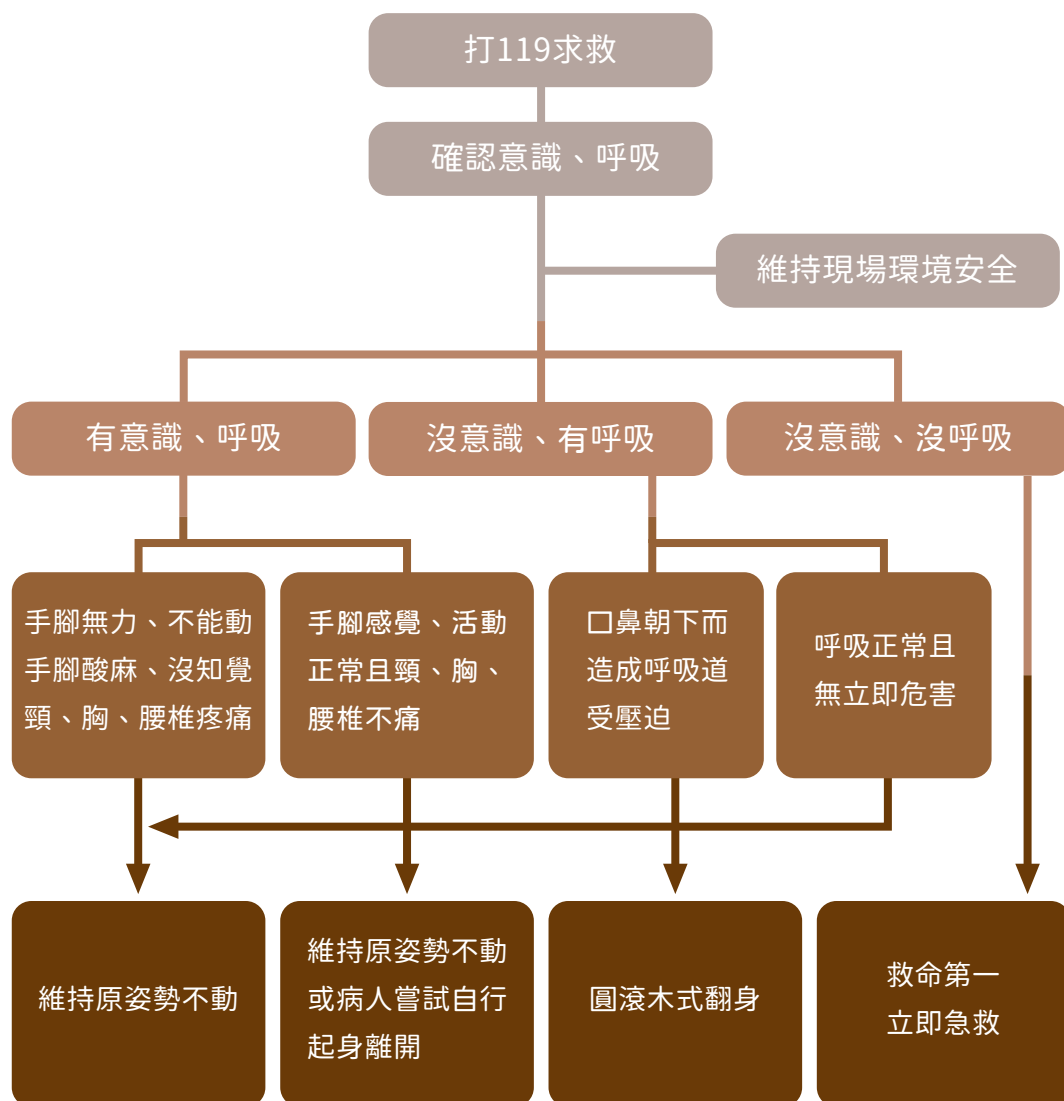 打119求救
確認意識、呼吸
維持現場環境安全
有意識、呼吸
沒意識、有呼吸
沒意識、沒呼吸
手腳無力、不能動
手腳酸麻、沒知覺
頸、胸、腰椎疼痛
手腳感覺、活動
正常且頸、胸、
腰椎不痛
口鼻朝下而
造成呼吸道
受壓迫
呼吸正常且
無立即危害
維持原姿勢不動
維持原姿勢不動
或病人嘗試自行
起身離開
圓滾木式翻身
救命第一
立即急救